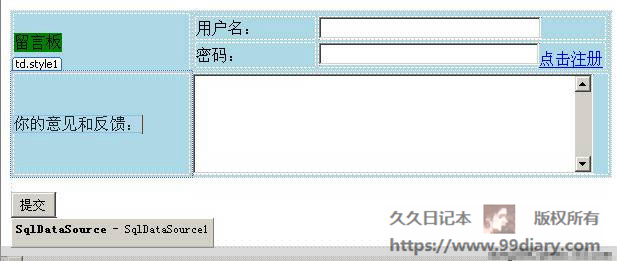 用户名：
留言板
密码：
点击注册
td.style1
你的意见和反馈：
提交
SqlDataSource - SqlDataSource1
久久日记本 版权所有
https://www.99diary.com